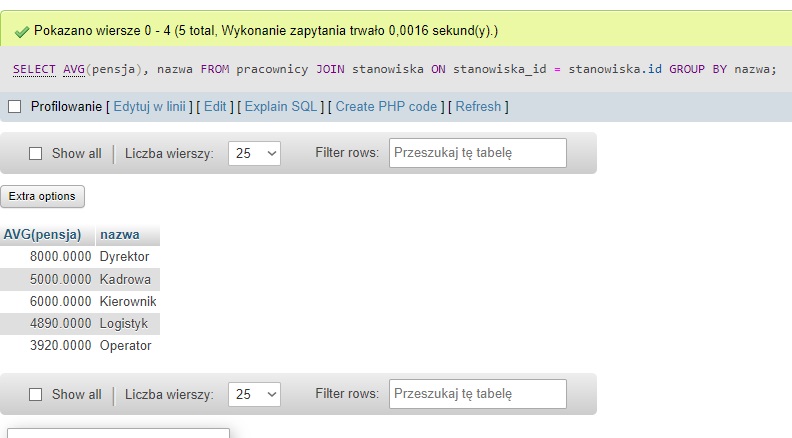 Pokazano wiersze 0 - 4 (5 total, Wykonanie zapytania trwało 0,0016 sekund(y).)
SELECT AVG(pensja), nazwa FROM pracownicy JOIN stanowiska ON stanowiska_id = stanowiska.id GROUP BY nazwa;
Profilowanie [ Edytuj w linii ] [ Edit ] [ Explain SQL ] [ Create PHP code ] [ Refresh ]
Show all | Liczba wierszy: 25 Filter rows: Przeszukaj tę tabelę
Extra options
AVG(pensja) nazwa
8000.0000 Dyrektor
5000.0000 Kadrowa
6000.0000 Kierownik
4890.0000 Logistyk
3920.0000 Operator
Show all | Liczba wierszy: 25 Filter rows: Przeszukaj tę tabelę